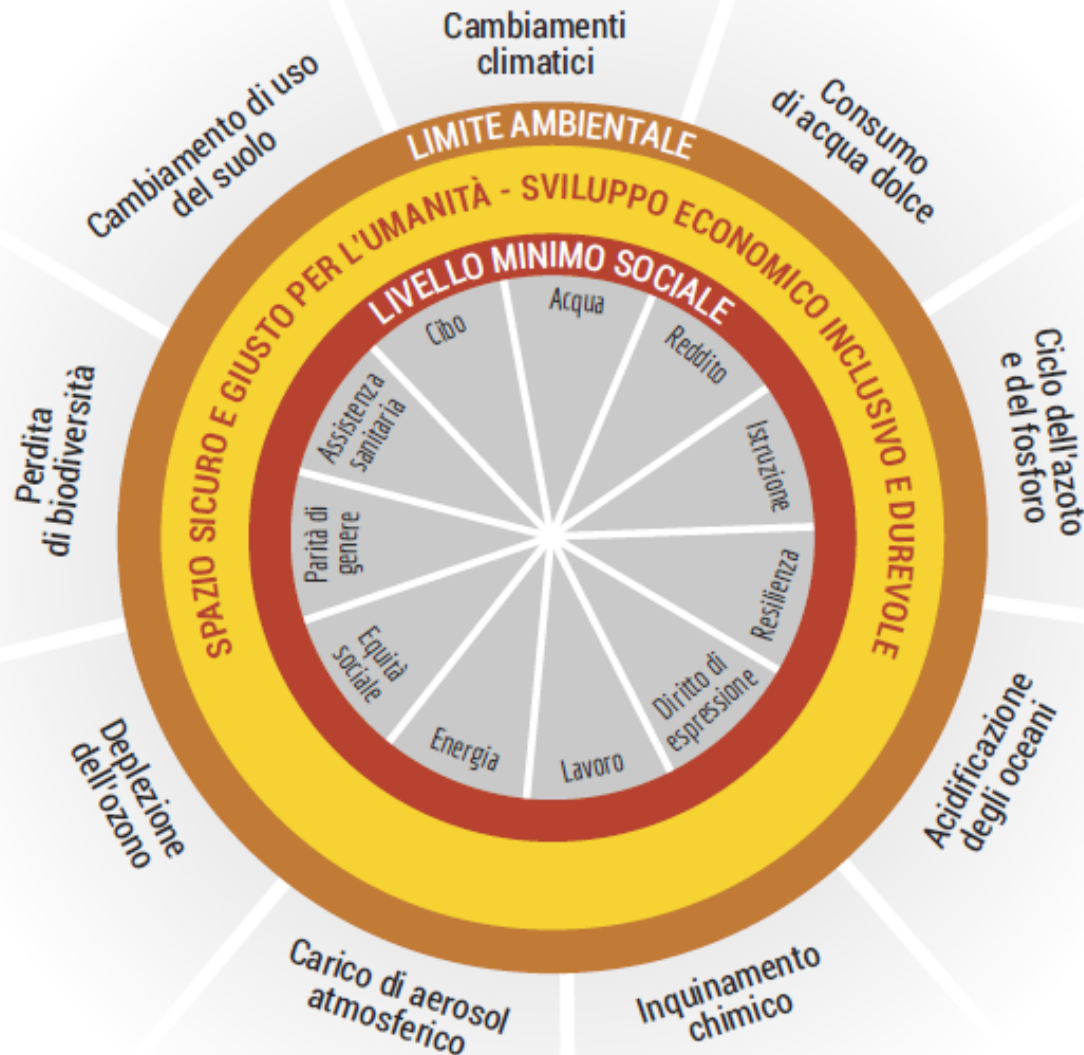 Cambiamenti
climatici
Consumo
di acqua dolce
Ciclo dell'azoto
e del fosforo
Acidificazione
degli oceani
Inquinamento
chimico
Carico di aerosol
atmosferico
Deplezione
dell'ozono
Perdita
di biodiversità
Cambiamento di uso
del suolo
LIMITE AMBIENTALE
SPAZIO SICURO E GIUSTO PER L'UMANITÀ - SVILUPPO ECONOMICO INCLUSIVO E DUREVOLE
LIVELLO MINIMO SOCIALE
Acqua
Reddito
Istruzione
Resilienza
Diritto di
espressione
Lavoro
Energia
Equità
sociale
Parità di
genere
Assistenza
sanitaria
Cibo